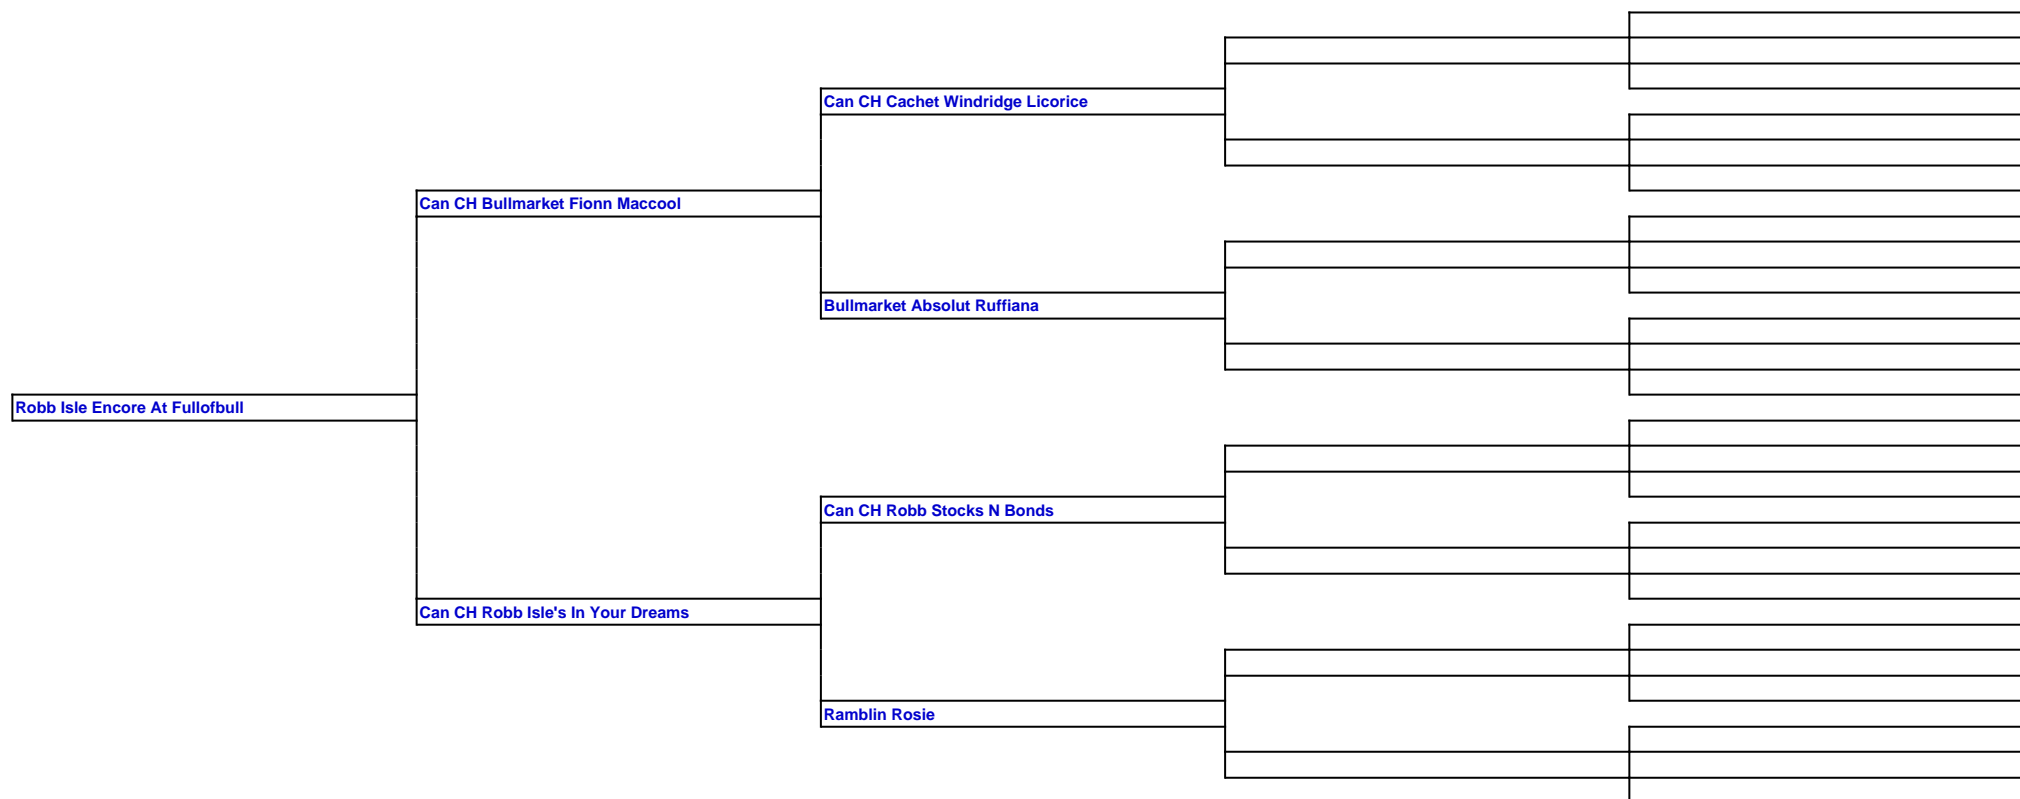 Can CH Cachet Windridge Licorice
Can CH Bullmarket Fionn Maccool
Bullmarket Absolut Ruffiana
Robb Isle Encore At Fullofbull
Can CH Robb Stocks N Bonds
Can CH Robb Isle's In Your Dreams
Ramblin Rosie